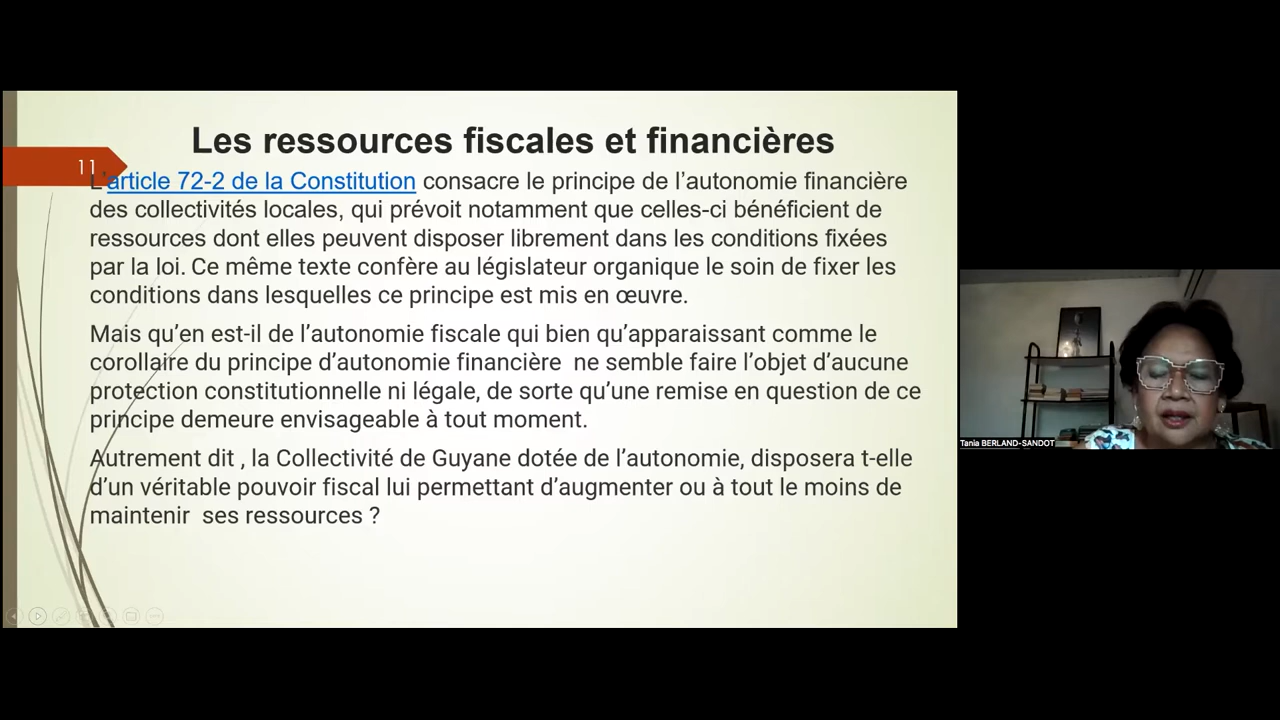 Les ressources fiscales et financières
11
L'article 72-2 de la Constitution consacre le principe de l'autonomie financière
des collectivités locales, qui prévoit notamment que celles-ci bénéficient de
ressources dont elles peuvent disposer librement dans les conditions fixées
par la loi. Ce même texte confère au législateur organique le soin de fixer les
conditions dans lesquelles ce principe est mis en œuvre.
Mais qu'en est-il de l'autonomie fiscale qui bien qu'apparaissant comme le
corollaire du principe d'autonomie financière  ne semble faire l'objet d'aucune
protection constitutionnelle ni légale, de sorte qu'une remise en question de ce
principe demeure envisageable à tout moment.
Autrement dit , la Collectivité de Guyane dotée de l'autonomie, disposera t-elle
d'un véritable pouvoir fiscal lui permettant d'augmenter ou à tout le moins de
maintenir  ses ressources ?
Tania BERLAND-SANDOT